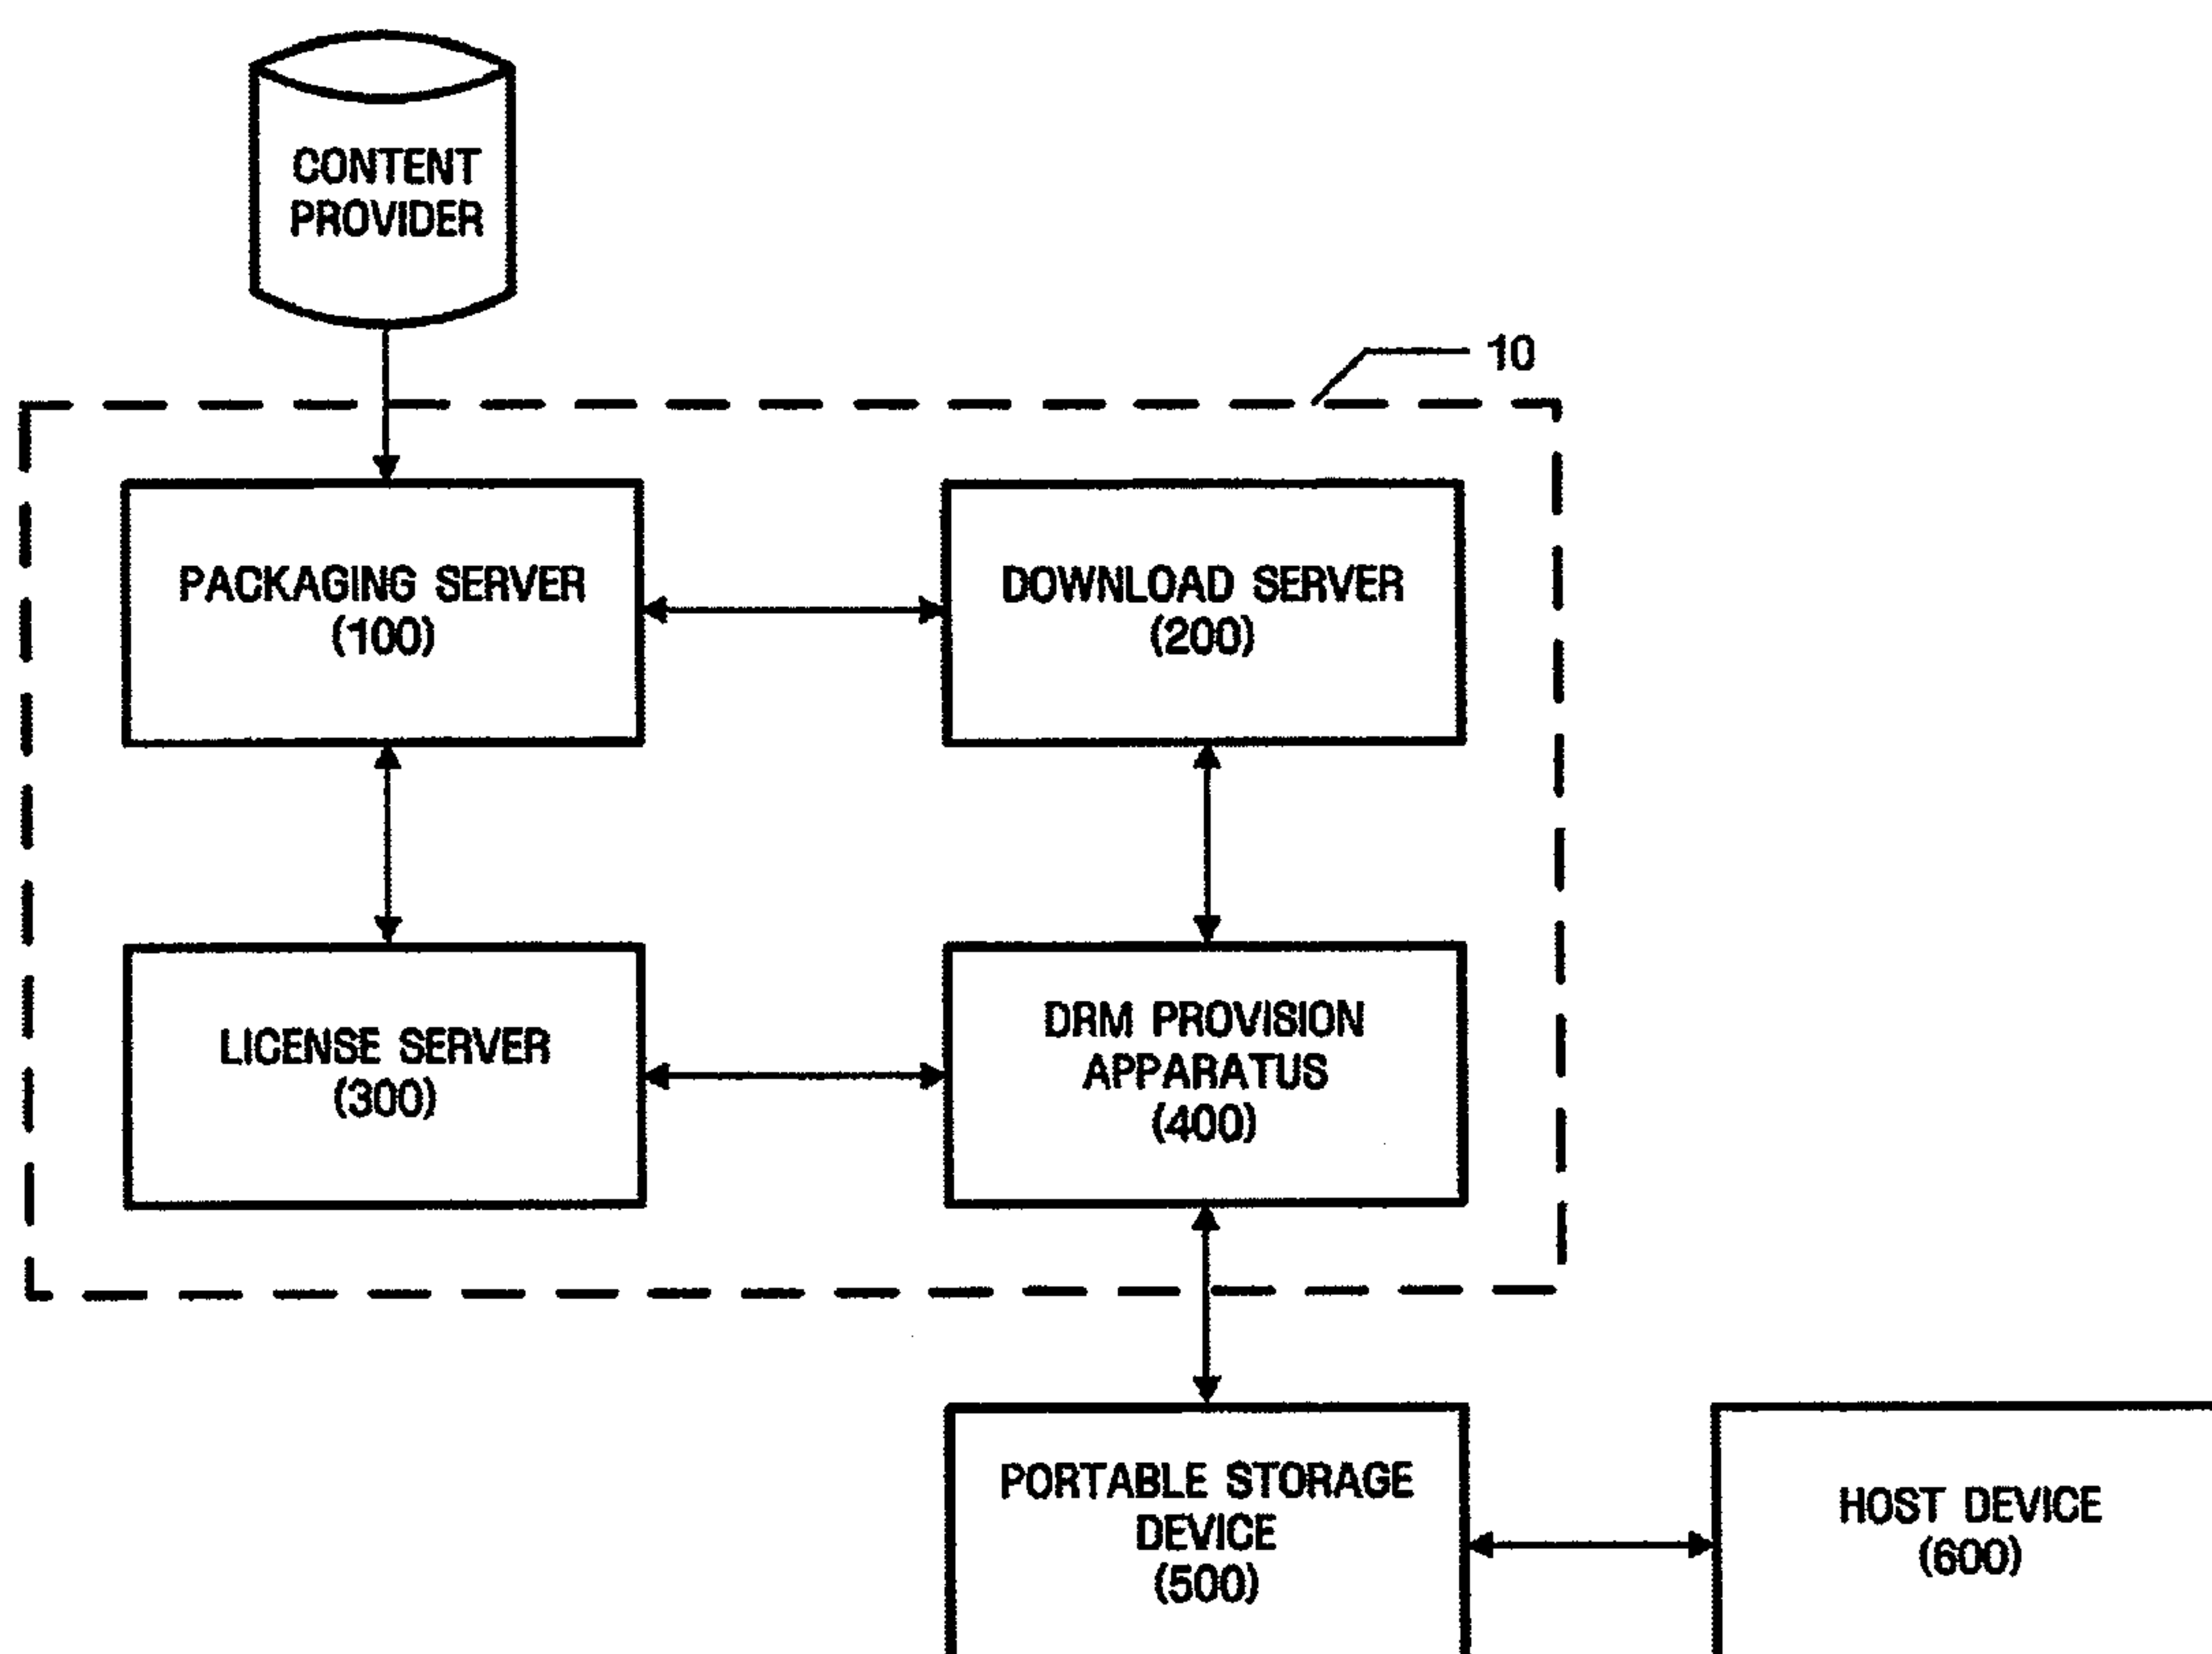 CONTENT
PROVIDER
10
PACKAGING SERVER
(100)
DOWNLOAD SERVER
(200)
LICENSE SERVER
(300)
DRM PROVISION
APPARATUS
(400)
PORTABLE STORAGE
DEVICE
(500)
HOST DEVICE
(600)